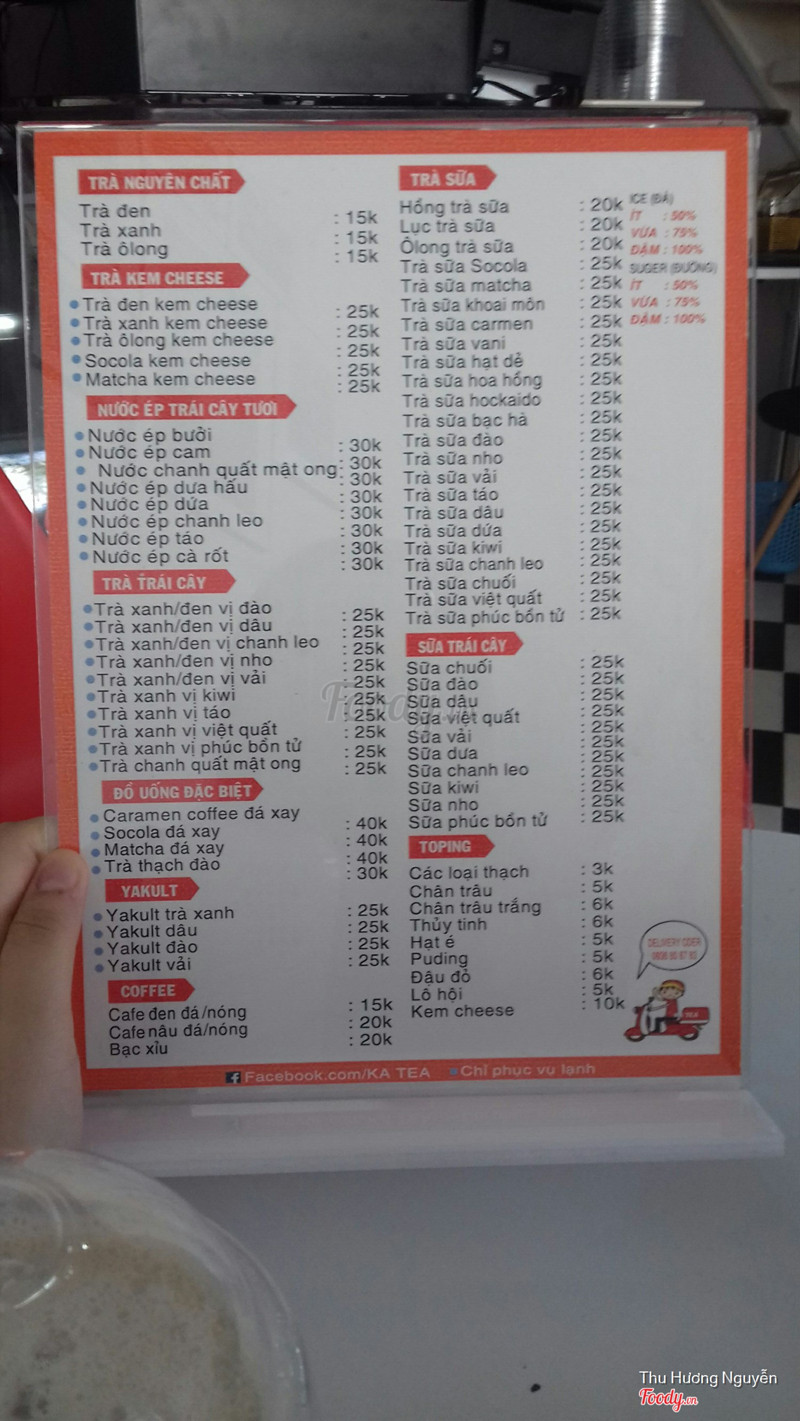 TRÀ NGUYÊN CHẤT
Trà đen : 15k
Trà xanh : 15k
Trà ôlong : 15k
TRÀ KEM CHEESE
Trà đen kem cheese : 25k
Trà xanh kem cheese : 25k
Trà ôlong kem cheese : 25k
Socola kem cheese : 25k
Matcha kem cheese : 25k
NƯỚC ÉP TRÁI CÂY TƯƠI
Nước ép bưởi : 30k
Nước ép cam : 30k
Nước chanh quất mật ong : 30k
Nước ép dưa hấu : 30k
Nước ép dứa : 30k
Nước ép chanh leo : 30k
Nước ép táo : 30k
Nước ép cà rốt : 30k
TRÀ TRÁI CÂY
Trà xanh/đen vị đào : 25k
Trà xanh/đen vị dâu : 25k
Trà xanh/đen vị chanh leo : 25k
Trà xanh/đen vị nho : 25k
Trà xanh/đen vị vải : 25k
Trà xanh vị kiwi : 25k
Trà xanh vị táo : 25k
Trà xanh vị việt quất : 25k
Trà xanh vị phúc bồn tử : 25k
Trà chanh quất mật ong : 25k
ĐỒ UỐNG ĐẶC BIỆT
Caramen coffee đá xay : 40k
Socola đá xay : 40k
Matcha đá xay : 40k
Trà thạch đào : 30k
YAKULT
Yakult trà xanh : 25k
Yakult dâu : 25k
Yakult đào : 25k
Yakult vải : 25k
COFFEE
Cafe đen đá/nóng : 15k
Cafe nâu đá/nóng : 20k
Bạc xỉu : 20k
TRÀ SỮA
Hồng trà sữa : 20k
Lục trà sữa : 20k
Ôlong trà sữa : 20k
Trà sữa Socola : 25k
Trà sữa matcha : 25k
Trà sữa khoai môn : 25k
Trà sữa carmen : 25k
Trà sữa vani : 25k
Trà sữa hạt dẻ : 25k
Trà sữa hoa hồng : 25k
Trà sữa hockaido : 25k
Trà sữa bạc hà : 25k
Trà sữa đào : 25k
Trà sữa nho : 25k
Trà sữa vải : 25k
Trà sữa táo : 25k
Trà sữa dâu : 25k
Trà sữa dứa : 25k
Trà sữa kiwi : 25k
Trà sữa chanh leo : 25k
Trà sữa chuối : 25k
Trà sữa việt quất : 25k
Trà sữa phúc bồn tử : 25k
ICE (ĐÁ)
ÍT : 50%
VỪA : 75%
ĐẬM : 100%
SUGER (ĐƯỜNG)
ÍT : 50%
VỪA : 75%
ĐẬM : 100%
SỮA TRÁI CÂY
Sữa chuối : 25k
Sữa đào : 25k
Sữa dâu : 25k
Sữa việt quất : 25k
Sữa vải : 25k
Sữa dưa : 25k
Sữa chanh leo : 25k
Sữa kiwi : 25k
Sữa nho : 25k
Sữa phúc bồn tử : 25k
TOPING
Các loại thạch : 3k
Chân trâu : 5k
Chân trâu trắng : 6k
Thủy tinh : 6k
Hạt é : 5k
Puding : 5k
Đậu đỏ : 6k
Lô hội : 5k
Kem cheese : 10k
DELIVERY ODER
Facebook.com/KA TEA Chỉ phục vụ lạnh
Thu Hương Nguyễn
Foody.vn